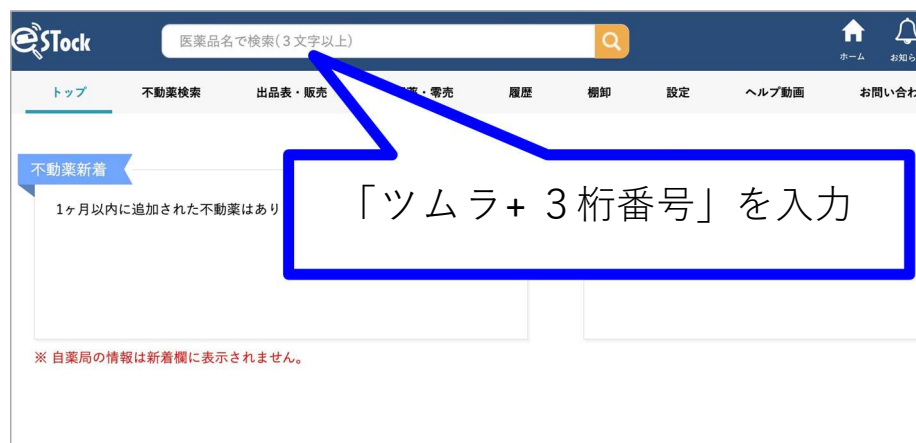 eSTock
医薬品名で検索(３文字以上)
ホーム
お知ら
トップ 不動薬検索 出品表・販売 ・零売 履歴 棚卸 設定 ヘルプ動画 お問い合わ
不動薬新着
1ヶ月以内に追加された不動薬はあり
「ツムラ+ ３桁番号」を入力
※ 自薬局の情報は新着欄に表示されません。